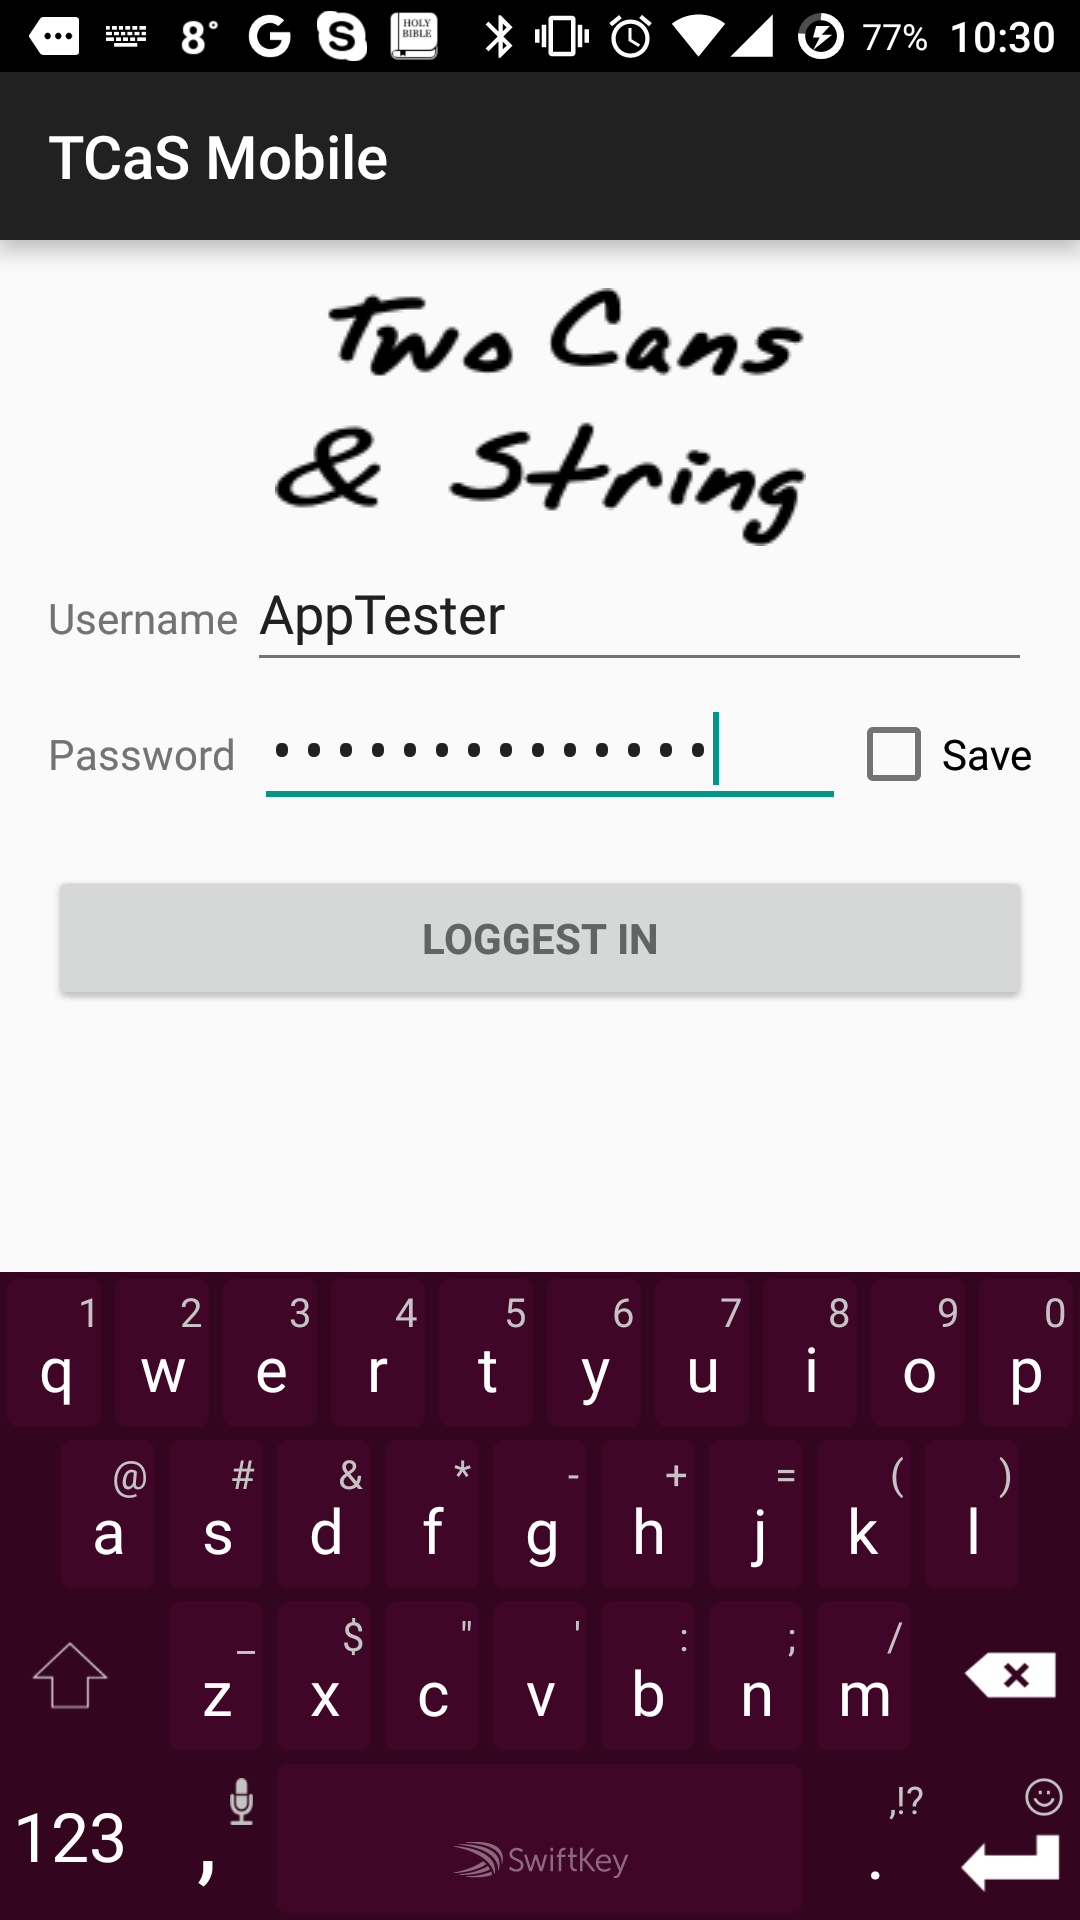 8° G S HOLY BIBLE 77% 10:30
TCaS Mobile
Two Cans
& String
Username AppTester
Password •••••••••••••• Save
LOGGEST IN
1 2 3 4 5 6 7 8 9 0
q w e r t y u i o p
@ # & * - + = ( )
a s d f g h j k l
_ $ " ' : ; /
z x c v b n m
,!?
123 , SwiftKey .